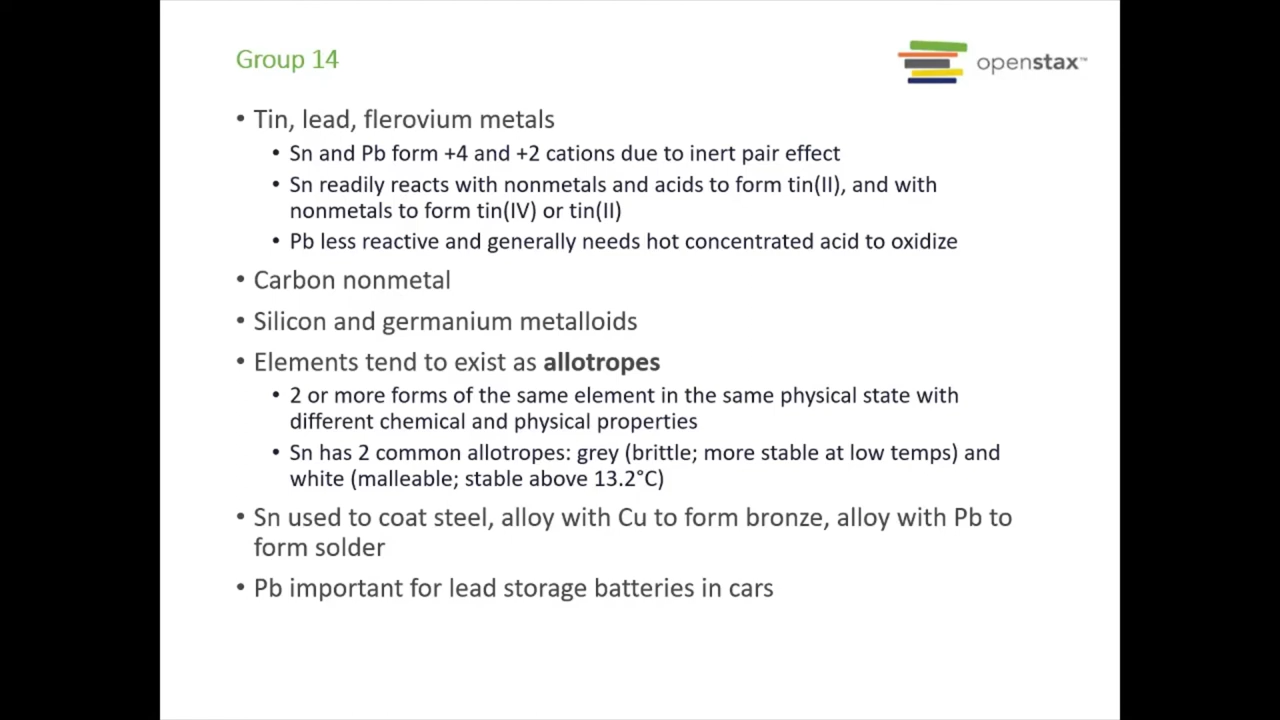 Group 14
openstax™
• Tin, lead, flerovium metals
• Sn and Pb form +4 and +2 cations due to inert pair effect
• Sn readily reacts with nonmetals and acids to form tin(II), and with
nonmetals to form tin(IV) or tin(II)
• Pb less reactive and generally needs hot concentrated acid to oxidize
• Carbon nonmetal
• Silicon and germanium metalloids
• Elements tend to exist as allotropes
• 2 or more forms of the same element in the same physical state with
different chemical and physical properties
• Sn has 2 common allotropes: grey (brittle; more stable at low temps) and
white (malleable; stable above 13.2°C)
• Sn used to coat steel, alloy with Cu to form bronze, alloy with Pb to
form solder
• Pb important for lead storage batteries in cars